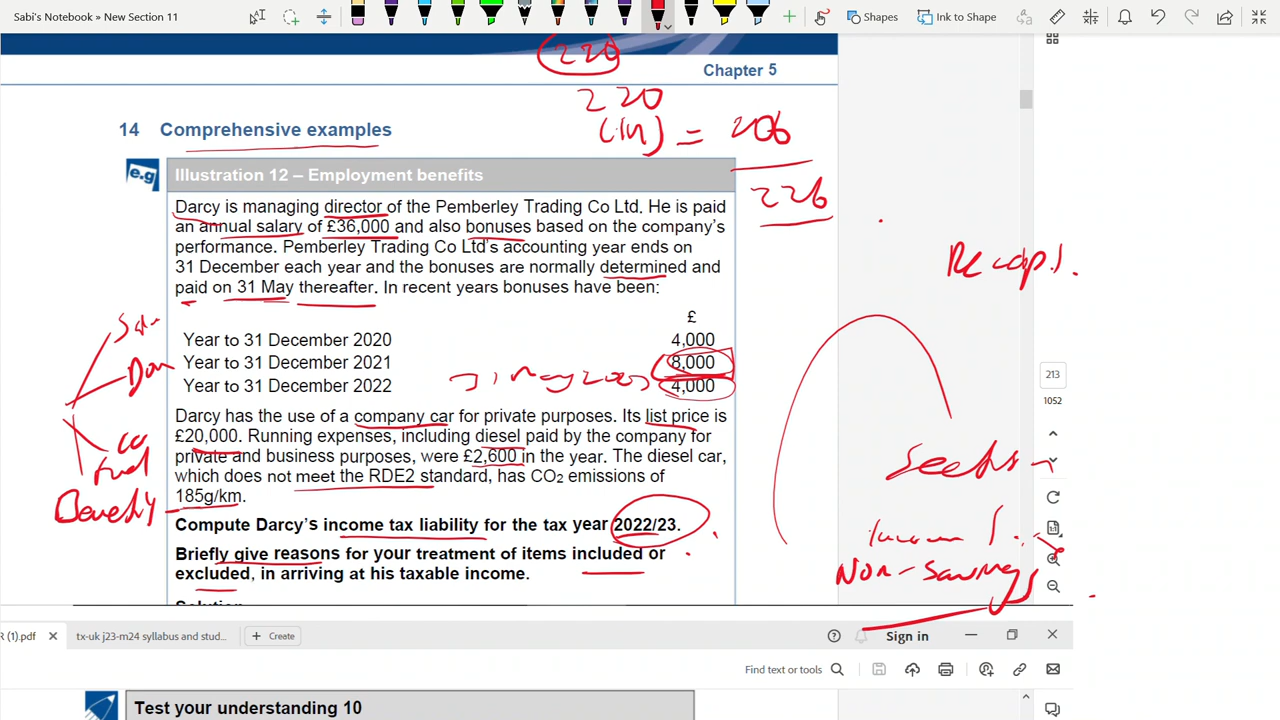 Sabi's Notebook » New Section 11
Shapes
Ink to Shape
220
Chapter 5
220
= 206
226
14 Comprehensive examples
e.g
Illustration 12 – Employment benefits
Darcy is managing director of the Pemberley Trading Co Ltd. He is paid
an annual salary of £36,000 and also bonuses based on the company's
performance. Pemberley Trading Co Ltd's accounting year ends on
31 December each year and the bonuses are normally determined and
paid on 31 May thereafter. In recent years bonuses have been:
£
Year to 31 December 2020 4,000
Year to 31 December 2021 8,000
Year to 31 December 2022 4,000
31 May 2023
Darcy has the use of a company car for private purposes. Its list price is
£20,000. Running expenses, including diesel paid by the company for
private and business purposes, were £2,600 in the year. The diesel car,
which does not meet the RDE2 standard, has CO2 emissions of
185g/km.
Compute Darcy's income tax liability for the tax year 2022/23.
Briefly give reasons for your treatment of items included or
excluded, in arriving at his taxable income.
Solution
Fuel
Non-Savings
213
1052
R (1).pdf
tx-uk j23-m24 syllabus and stud...
Create
Sign in
Find text or tools
Test your understanding 10